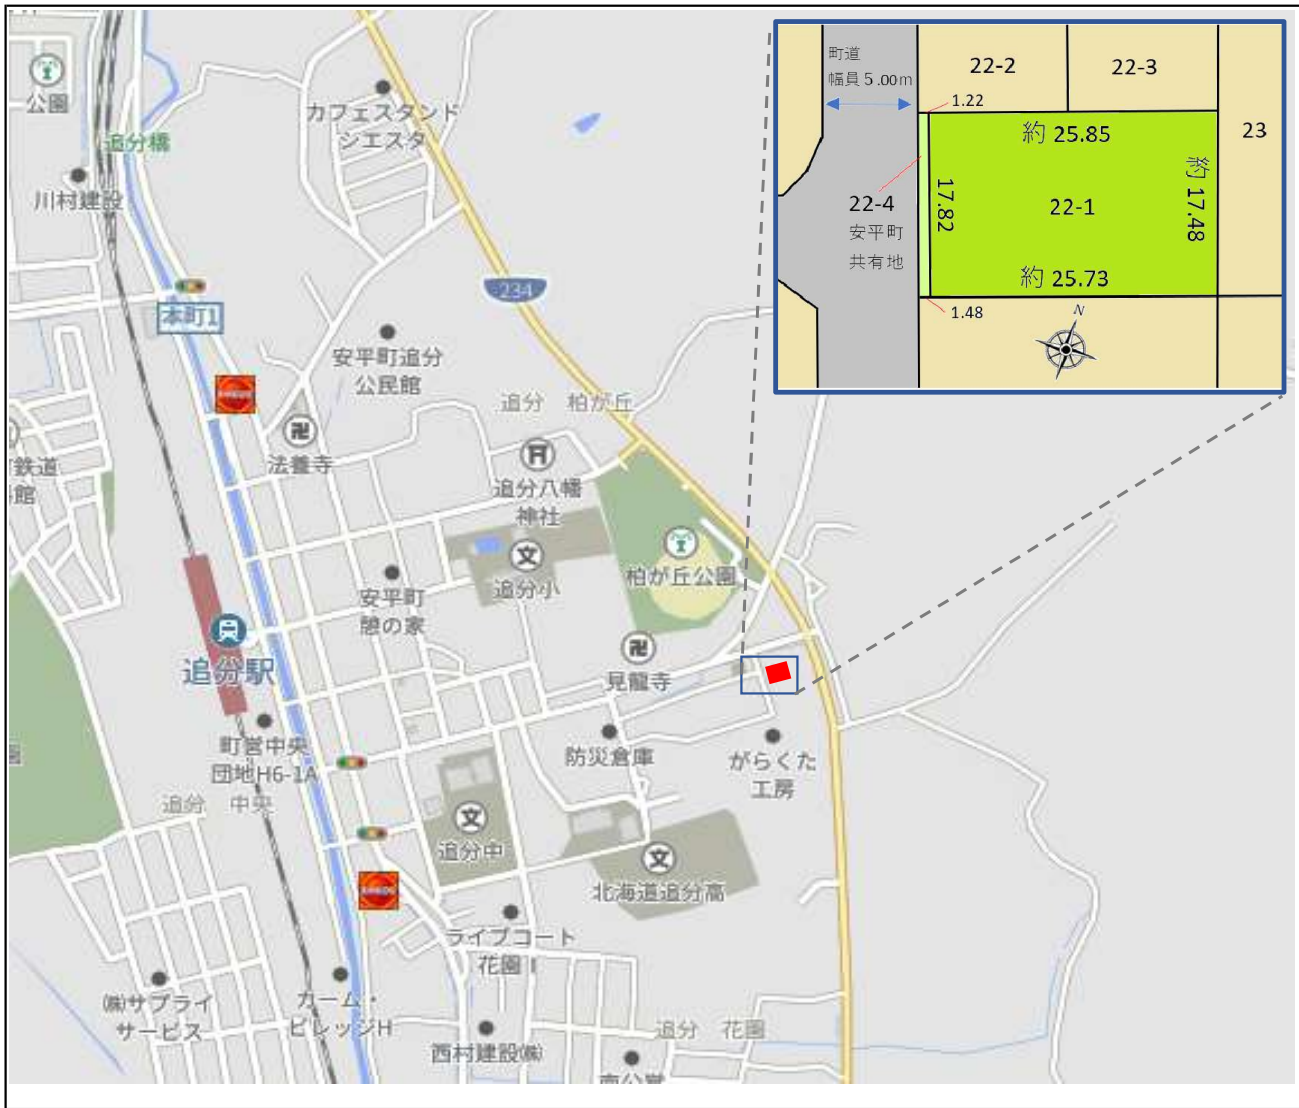 公園
追分橋
川村建設
カフェスタンド
シエスタ
町道
幅員 5.00m
22-2
22-3
1.22
約 25.85
23
22-4
安平町
共有地
17.82
22-1
約 17.48
約 25.73
1.48
N
234
本町1
安平町追分
公民館
追分 柏が丘
法養寺
鉄道
館
追分八幡
神社
追分小
柏が丘公園
安平町
憩の家
追分駅
見龍寺
町営中央
団地H6-1A
防災倉庫
がらくた
工房
追分 中央
追分中
北海道追分高
ライブコート
花園Ⅰ
㈱サプライ
サービス
カーム・
ビレッジH
西村建設㈱
追分 花園
園